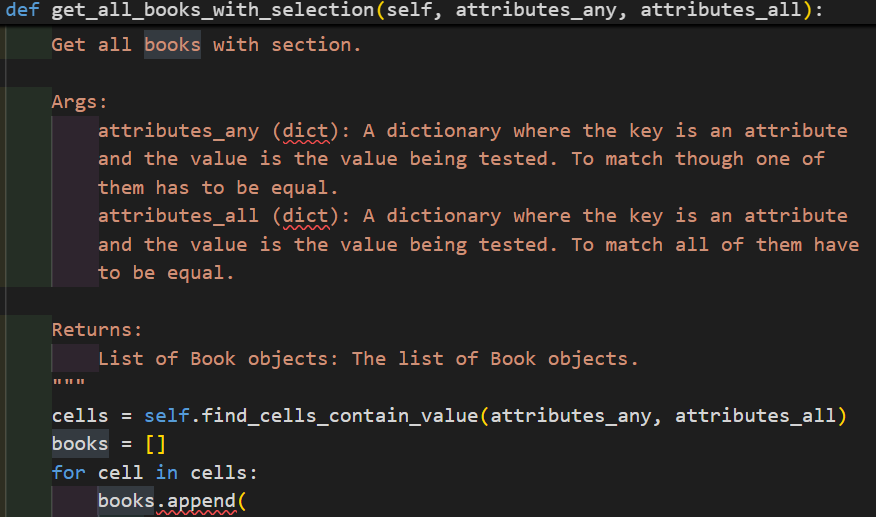 def get_all_books_with_selection(self, attributes_any, attributes_all):
Get all books with section.
Args:
attributes_any (dict): A dictionary where the key is an attribute
and the value is the value being tested. To match though one of
them has to be equal.
attributes_all (dict): A dictionary where the key is an attribute
and the value is the value being tested. To match all of them have
to be equal.
Returns:
List of Book objects: The list of Book objects.
"""
cells = self.find_cells_contain_value(attributes_any, attributes_all)
books = []
for cell in cells:
books.append(